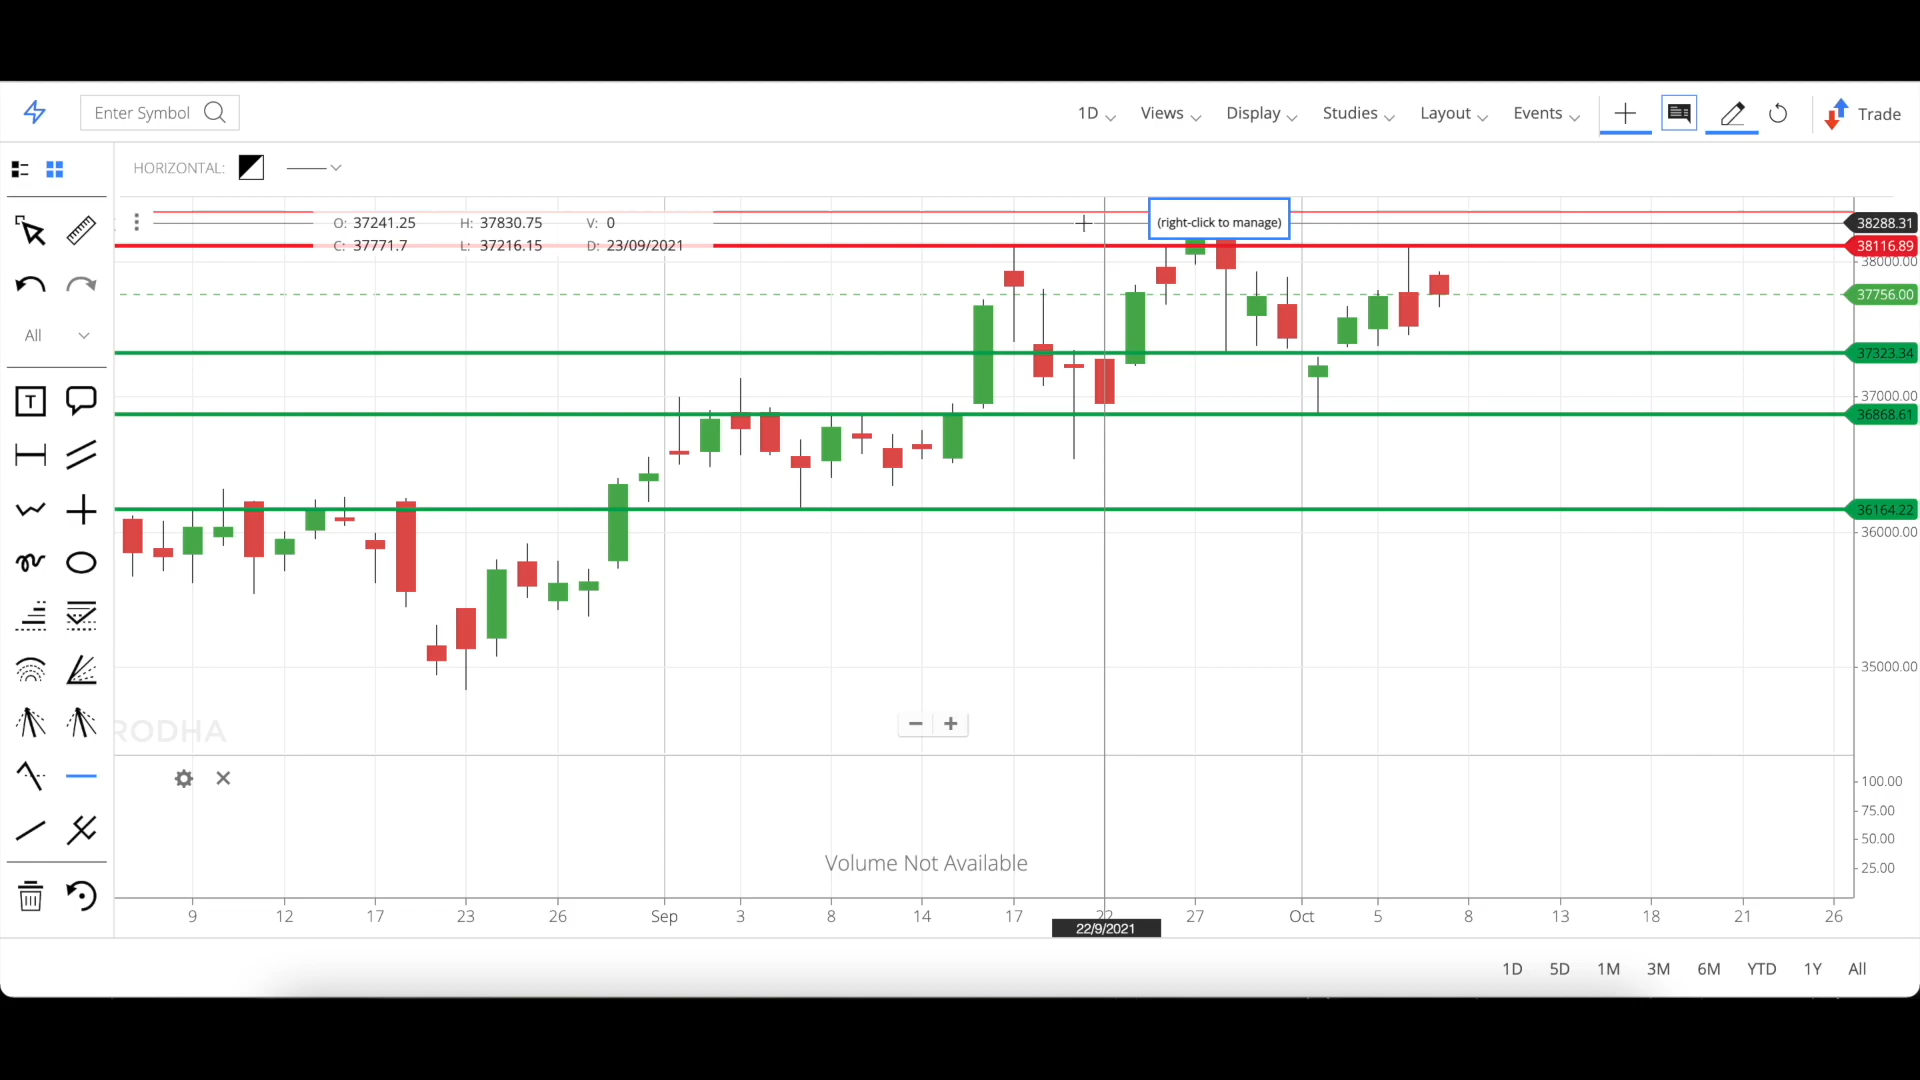 Enter Symbol
1D Views Display Studies Layout Events Trade
HORIZONTAL:
O: 37241.25 H: 37830.75 V: 0
C: 37771.7 L: 37216.15 D: 23/09/2021
(right-click to manage)
38288.31
38116.89
38000.00
37756.00
37323.34
37000.00
36868.61
36164.22
36000.00
35000.00
All
T
RODHA
100.00
75.00
50.00
25.00
Volume Not Available
9 12 17 23 26 Sep 3 8 14 17 22 27 Oct 5 8 13 18 21 26
22/9/2021
1D 5D 1M 3M 6M YTD 1Y All